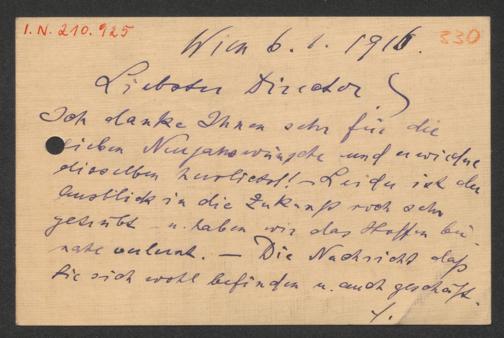 I.N. 210.925
330
Wien 6. 1. 1916.
Liebster Director
Ich danke Ihnen sehr für die
lieben Neujahrswünsche und erwidre
dieselben herzlichst! – Leider ist der
Ausblick in die Zukunft noch sehr
getrübt – u. haben wir das Hoffen bei-
nahe verlernt. – Die Nachricht daß
Sie sich wohl befinden u. auch geschäft-